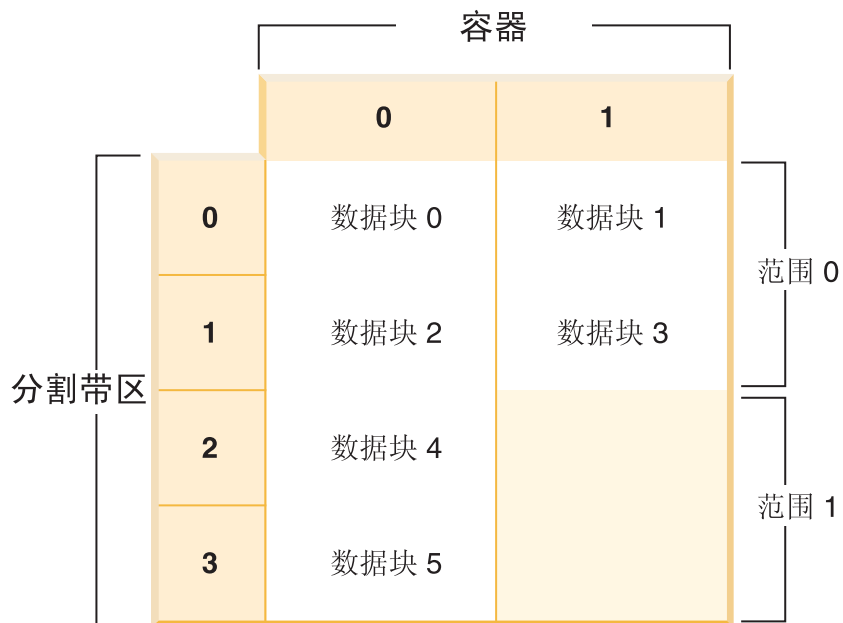 容器
0 1
0 数据块 0 数据块 1
范围 0
1 数据块 2 数据块 3
分割带区
2 数据块 4
范围 1
3 数据块 5